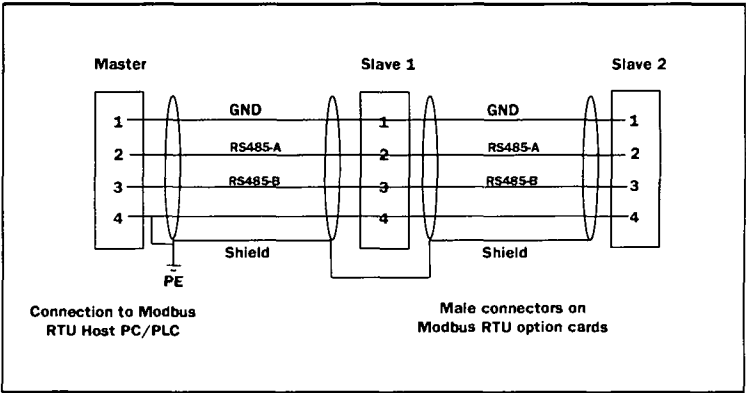 Master Slave 1 Slave 2
1 GND 1 GND 1
2 RS485-A 2 RS485-A 2
3 RS485-B 3 RS485-B 3
4 4 4
Shield Shield
PE
Connection to Modbus
RTU Host PC/PLC
Male connectors on
Modbus RTU option cards